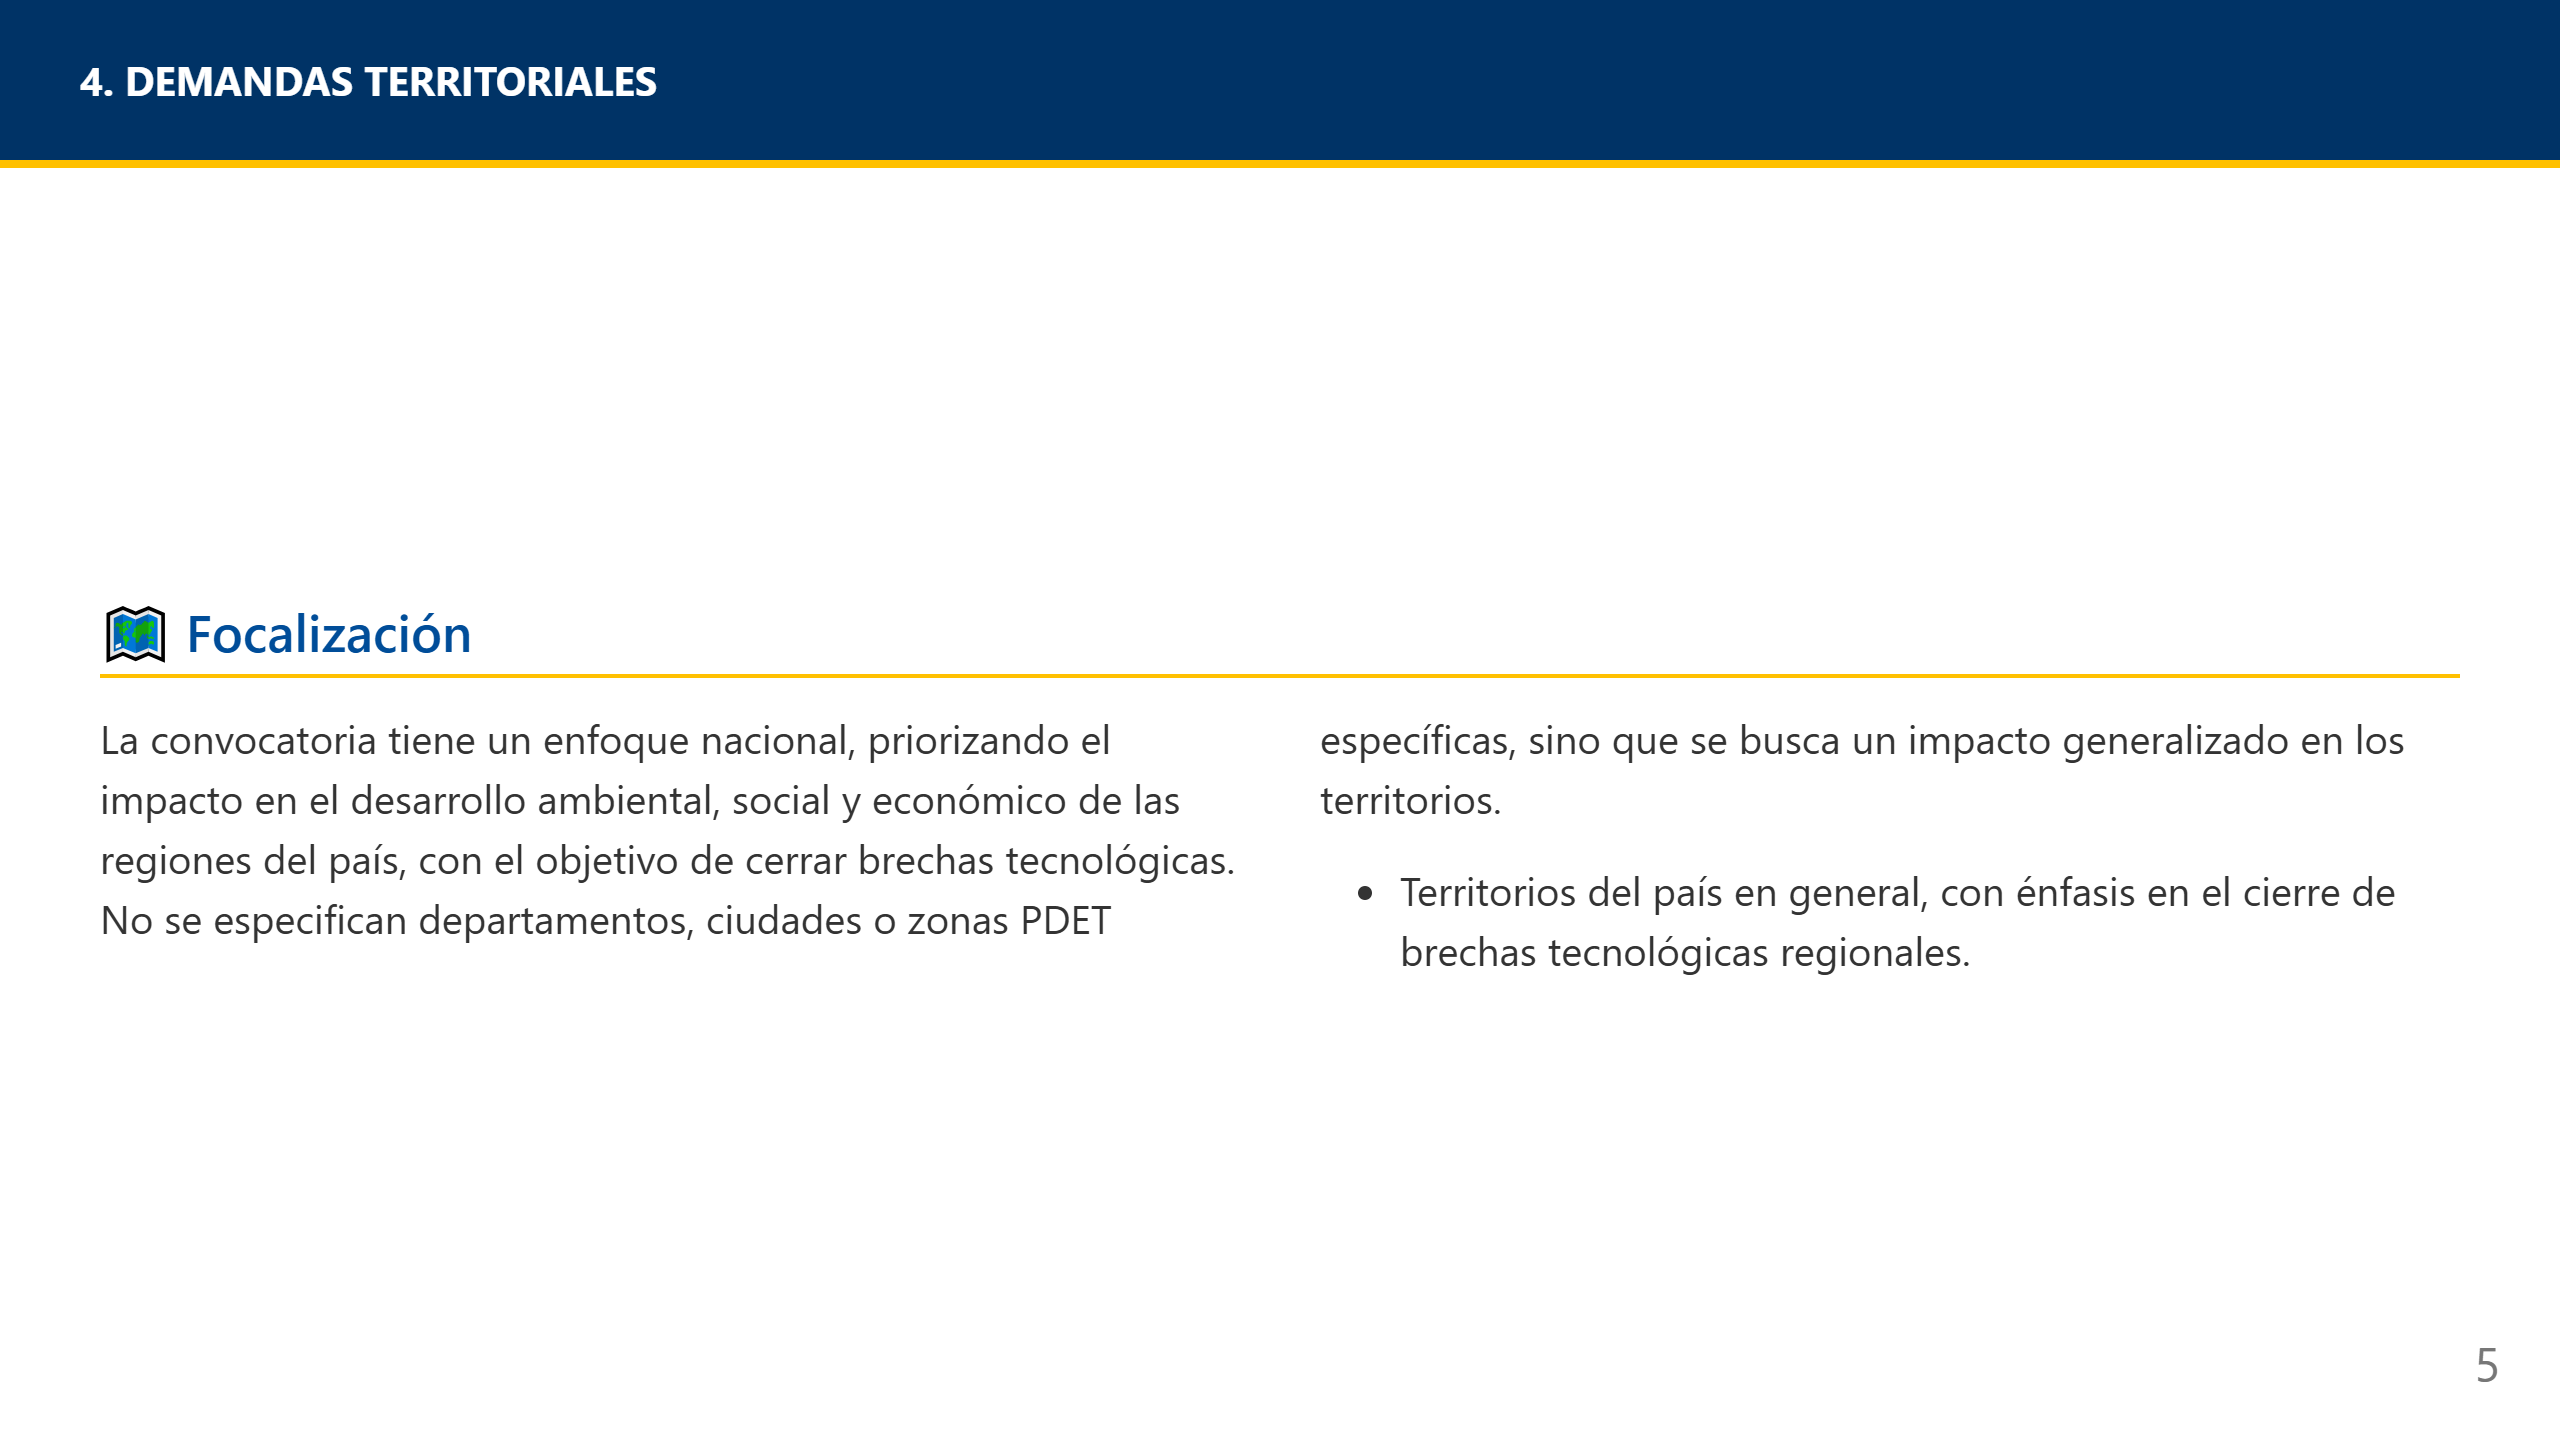 4. DEMANDAS TERRITORIALES
Focalización
La convocatoria tiene un enfoque nacional, priorizando el
impacto en el desarrollo ambiental, social y económico de las
regiones del país, con el objetivo de cerrar brechas tecnológicas.
No se especifican departamentos, ciudades o zonas PDET
específicas, sino que se busca un impacto generalizado en los
territorios.
• Territorios del país en general, con énfasis en el cierre de
brechas tecnológicas regionales.
5